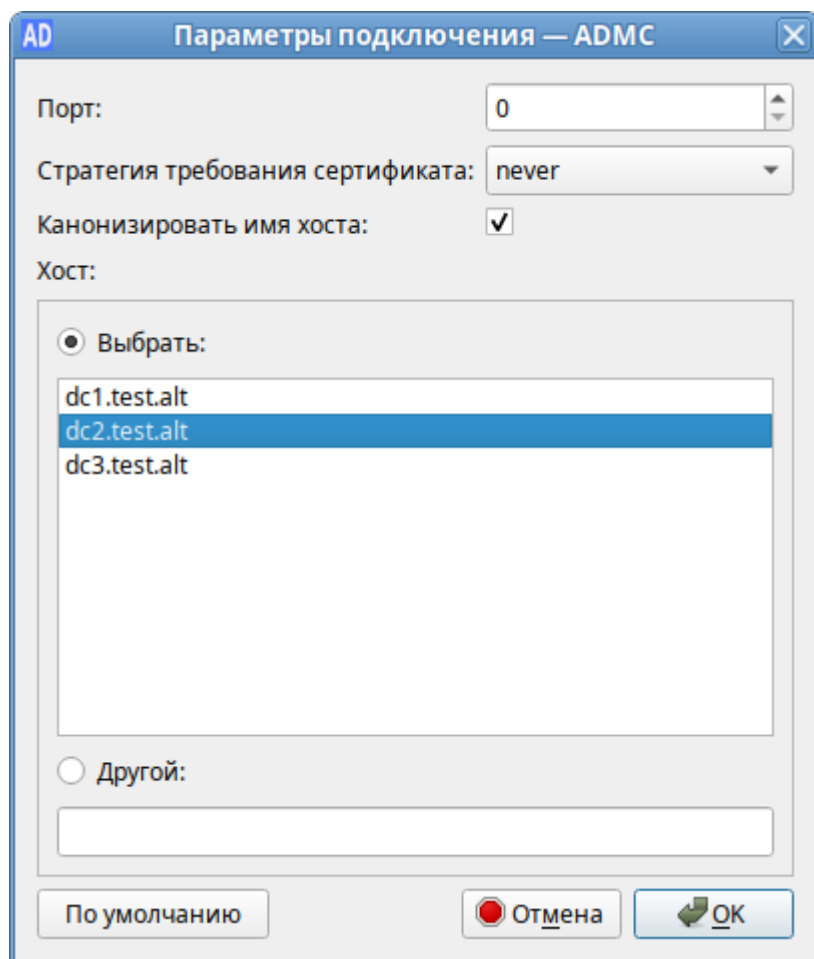 AD Параметры подключения — ADMC
Порт: 0
Стратегия требования сертификата: never
Канонизировать имя хоста:
Хост:
Выбрать:
dc1.test.alt
dc2.test.alt
dc3.test.alt
Другой:
По умолчанию Отмена OK